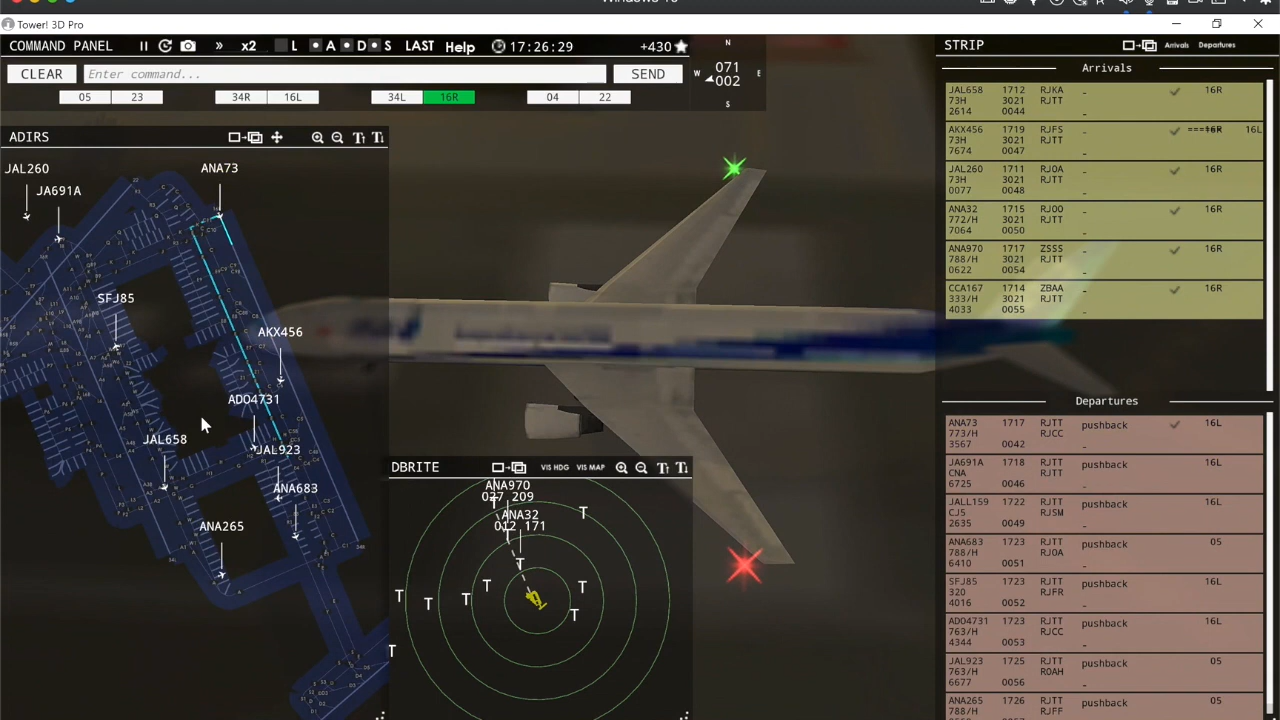 Tower! 3D Pro
COMMAND PANEL x2 L A D S LAST Help 17:26:29 +430
CLEAR Enter command... SEND
05 23 34R 16L 34L 16R 04 22
N
W 071 E
002
S
ADIRS
JAL260
JA691A
ANA73
SFJ85
AKX456
ADO4731
JAL658
JAL923
ANA683
ANA265
DBRITE VIS HDG VIS MAP
ANA970
027 209
ANA32
012 171
STRIP Arrivals Departures
Arrivals
JAL658 1712 RJKA - 16R
73H 3021 RJTT
2614 0044 -
AKX456 1719 RJFS - 16L
73H 3021 RJTT
7674 0047 -
JAL260 1711 RJOA - 16R
73H 3021 RJTT
0077 0048 -
ANA32 1715 RJOO - 16R
772/H 3021 RJTT
7064 0050 -
ANA970 1717 ZSSS - 16R
788/H 3021 RJTT
0622 0054 -
CCA167 1714 ZBAA - 16R
333/H 3021 RJTT
4033 0055 -
Departures
ANA73 1717 RJTT pushback 16L
773/H RJCC
3567 0042 -
JA691A 1718 RJTT pushback 16L
CNA
6725 0046 -
JALL159 1722 RJTT pushback 16L
CJ5 RJSM
2635 0049 -
ANA683 1723 RJTT pushback 05
788/H RJOA
6410 0051 -
SFJ85 1723 RJTT pushback 16L
320 RJFR
4016 0052 -
ADO4731 1723 RJTT pushback 16L
763/H RJCC
4344 0053 -
JAL923 1725 RJTT pushback 05
763/H ROAH
6677 0056 -
ANA265 1726 RJTT pushback 05
788/H RJFF